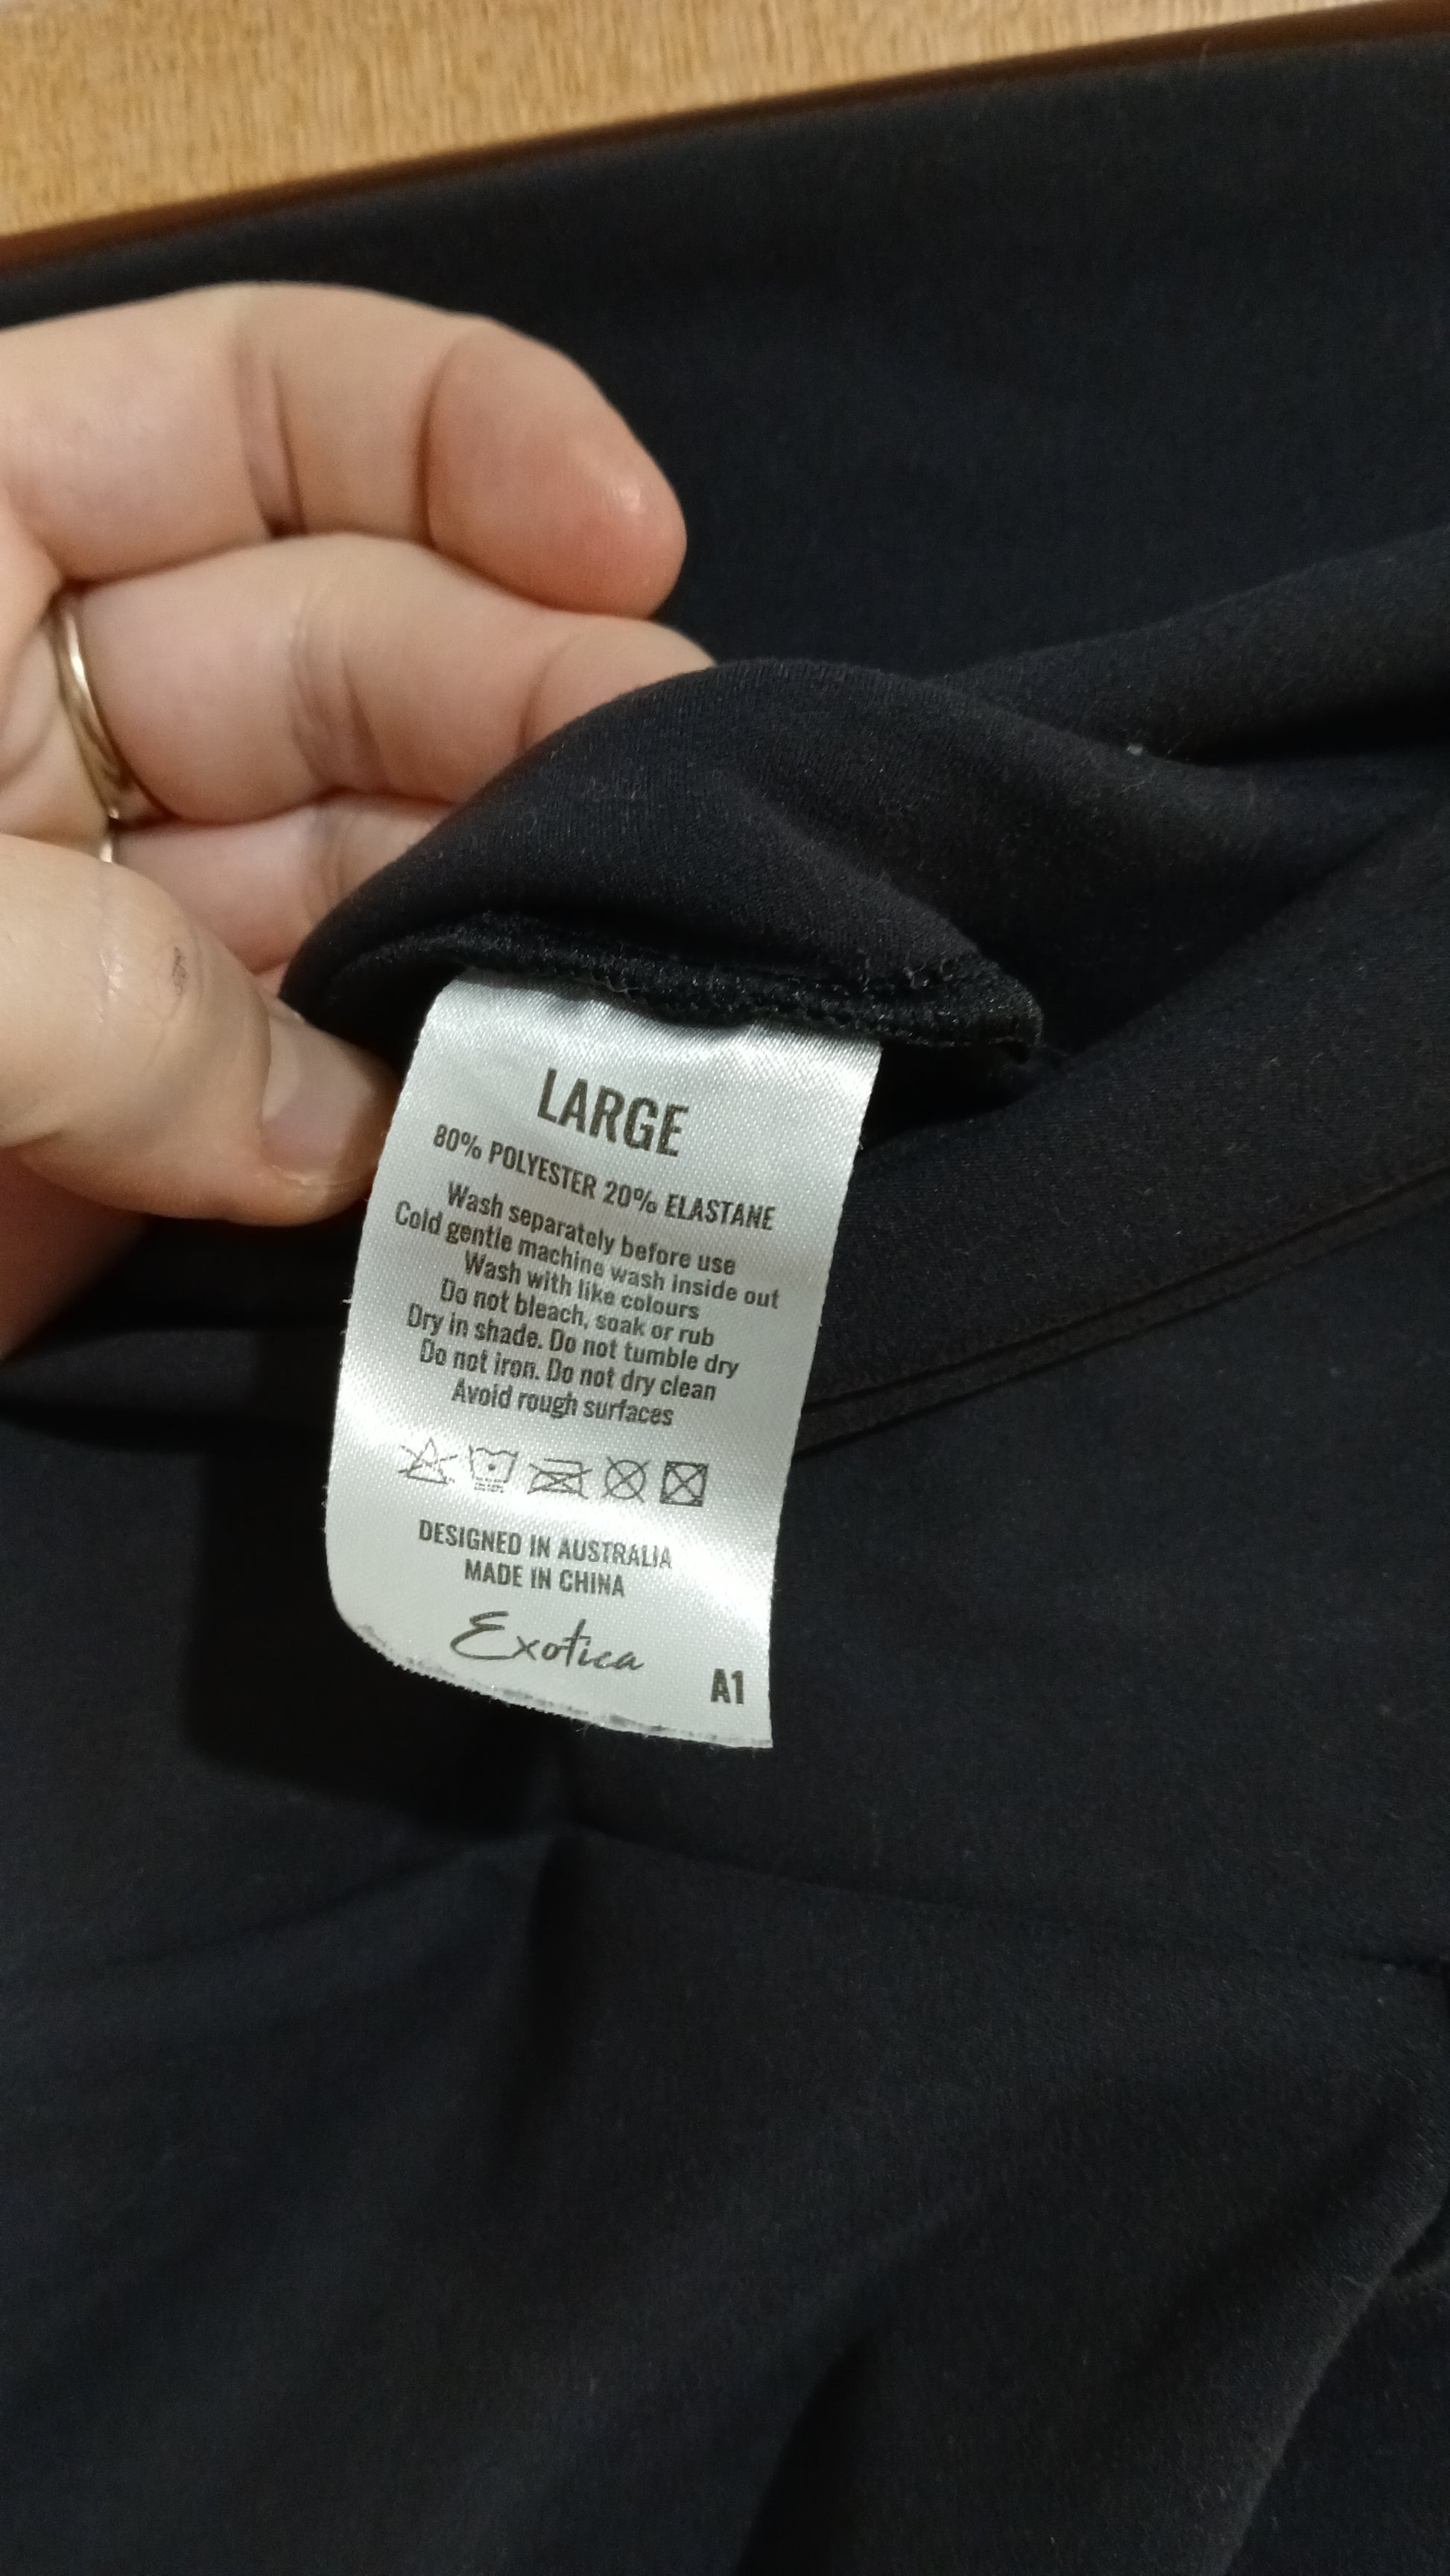 LARGE
80% POLYESTER 20% ELASTANE
Wash separately before use
Cold gentle machine wash inside out
Wash with like colours
Do not bleach, soak or rub
Dry in shade. Do not tumble dry
Do not iron. Do not dry clean
Avoid rough surfaces
DESIGNED IN AUSTRALIA
MADE IN CHINA
Exotica
A1